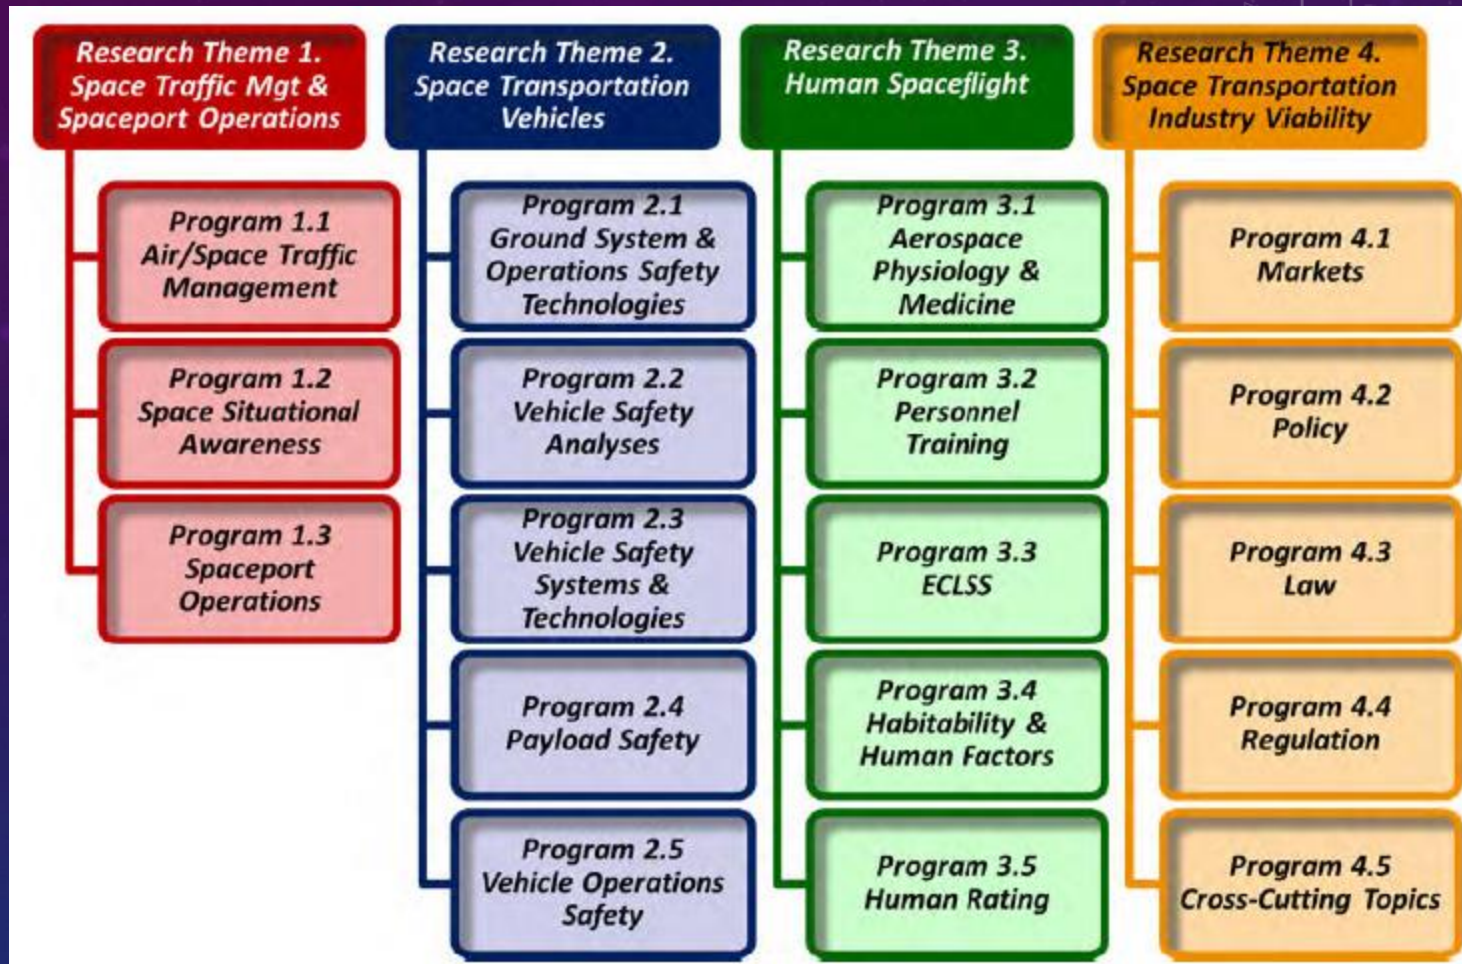 Research Theme 1.
Space Traffic Mgt &
Spaceport Operations
Program 1.1
Air/Space Traffic
Management
Program 1.2
Space Situational
Awareness
Program 1.3
Spaceport
Operations
Research Theme 2.
Space Transportation
Vehicles
Program 2.1
Ground System &
Operations Safety
Technologies
Program 2.2
Vehicle Safety
Analyses
Program 2.3
Vehicle Safety
Systems &
Technologies
Program 2.4
Payload Safety
Program 2.5
Vehicle Operations
Safety
Research Theme 3.
Human Spaceflight
Program 3.1
Aerospace
Physiology &
Medicine
Program 3.2
Personnel
Training
Program 3.3
ECLSS
Program 3.4
Habitability &
Human Factors
Program 3.5
Human Rating
Research Theme 4.
Space Transportation
Industry Viability
Program 4.1
Markets
Program 4.2
Policy
Program 4.3
Law
Program 4.4
Regulation
Program 4.5
Cross-Cutting Topics